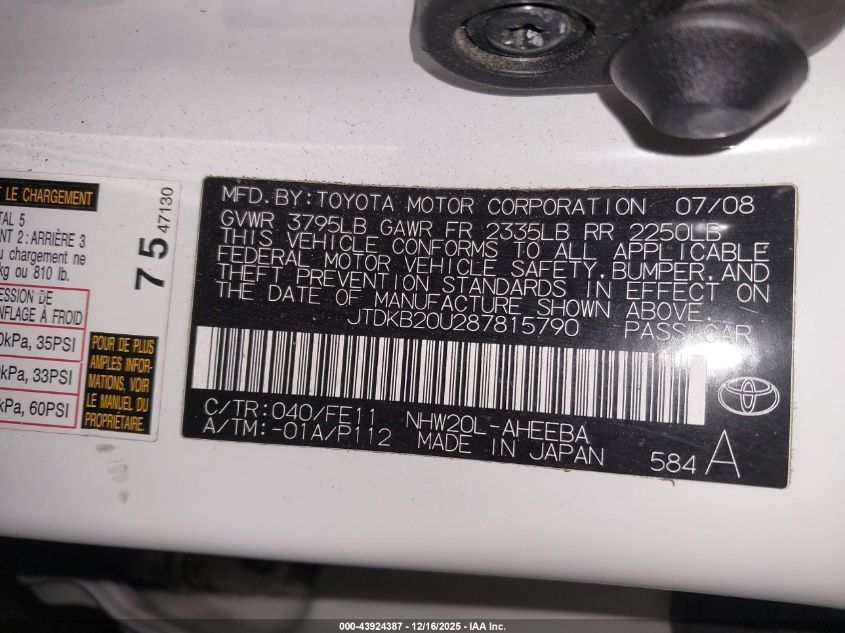 T LE CHARGEMENT
TAL 5
NT 2: ARRIÈRE 3
u chargement ne
kg ou 810 lb.
ESSION DE
NFLAGE À FROID
0kPa, 35PSI
kPa, 33PSI
kPa, 60PSI
POUR DE PLUS
AMPLES INFOR-
MATIONS, VOIR
LE MANUEL DU
PROPRIÉTAIRE.
75
47130
MFD. BY: TOYOTA MOTOR CORPORATION 07/08
GVWR 3795LB GAWR FR 2335LB RR 2250LB
THIS VEHICLE CONFORMS TO ALL APPLICABLE
FEDERAL MOTOR VEHICLE SAFETY, BUMPER, AND
THEFT PREVENTION STANDARDS IN EFFECT ON
THE DATE OF MANUFACTURE SHOWN ABOVE.
JTDKB20U287815790 PASS. CAR
C/TR: 040/FE11 NHW20L-AHEEBA
A/TM: -01A/P112 MADE IN JAPAN
584 A
000-43924387 - 12/16/2025 - IAA Inc.